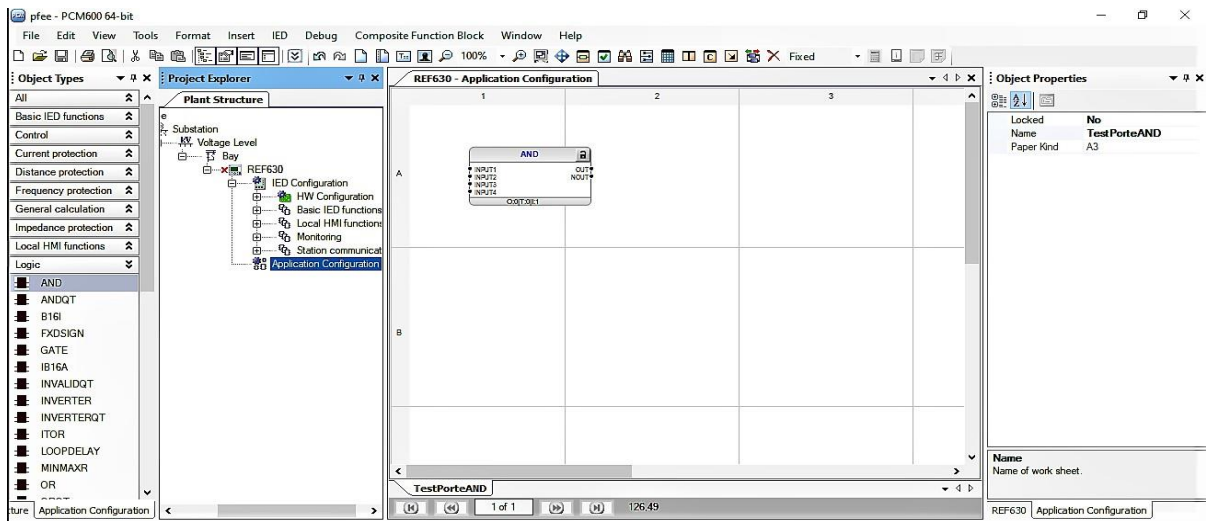 pfee - PCM600 64-bit
File Edit View Tools Format Insert IED Debug Composite Function Block Window Help
100% Fixed
Object Types
All
Basic IED functions
Control
Current protection
Distance protection
Frequency protection
General calculation
Impedance protection
Local HMI functions
Logic
AND
ANDQT
B16I
FXDSIGN
GATE
IB16A
INVALIDQT
INVERTER
INVERTERQT
ITOR
LOOPDELAY
MINMAXR
OR
ture Application Configuration
Project Explorer
Plant Structure
e
Substation
Voltage Level
Bay
REF630
IED Configuration
HW Configuration
Basic IED functions
Local HMI functions
Monitoring
Station communicat
Application Configuration
REF630 - Application Configuration
1 2 3
A
AND
INPUT1 OUT
INPUT2 NOUT
INPUT3
INPUT4
O:0|T:0|I:1
B
TestPorteAND
1 of 1 126,49
Object Properties
Locked No
Name TestPorteAND
Paper Kind A3
Name
Name of work sheet.
REF630 Application Configuration